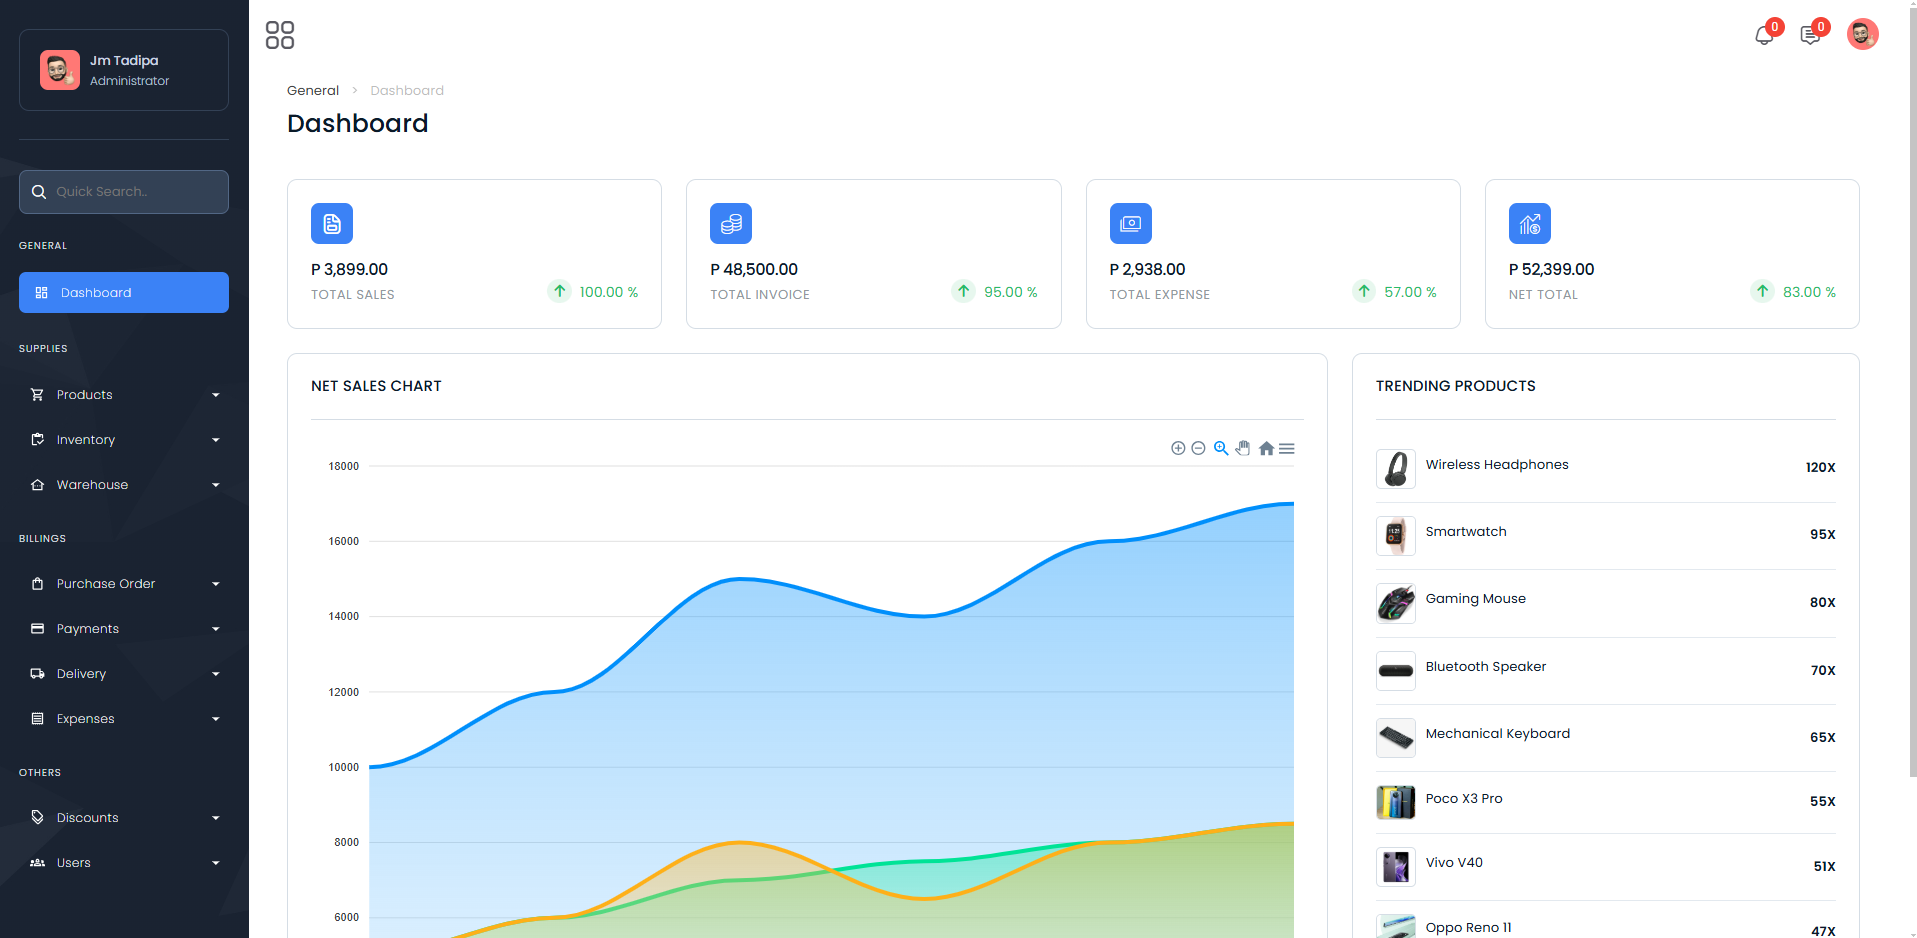 Jm Tadipa
Administrator
Quick Search..
GENERAL
Dashboard
SUPPLIES
Products
Inventory
Warehouse
BILLINGS
Purchase Order
Payments
Delivery
Expenses
OTHERS
Discounts
Users
0
0
General > Dashboard
Dashboard
P 3,899.00
TOTAL SALES
100.00 %
P 48,500.00
TOTAL INVOICE
95.00 %
P 2,938.00
TOTAL EXPENSE
57.00 %
P 52,399.00
NET TOTAL
83.00 %
NET SALES CHART
18000
16000
14000
12000
10000
8000
6000
TRENDING PRODUCTS
Wireless Headphones 120X
Smartwatch 95X
Gaming Mouse 80X
Bluetooth Speaker 70X
Mechanical Keyboard 65X
Poco X3 Pro 55X
Vivo V40 51X
Oppo Reno 11 47X